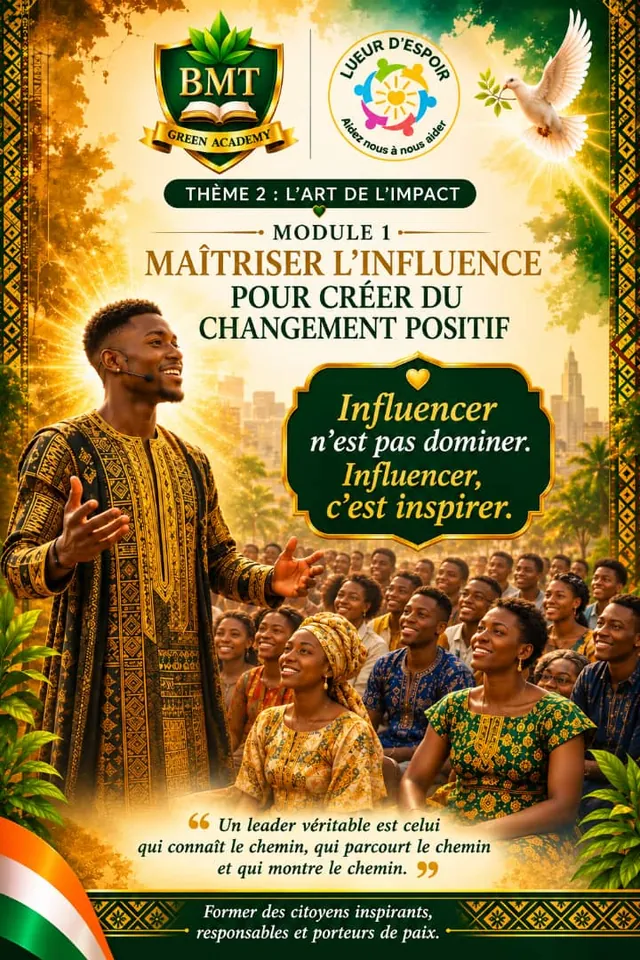 BMT
GREEN ACADEMY
LUEUR D'ESPOIR
Aidez nous à nous aider
THÈME 2 : L'ART DE L'IMPACT
MODULE 1
MAÎTRISER L'INFLUENCE
POUR CRÉER DU
CHANGEMENT POSITIF
Influencer
n'est pas dominer.
Influencer,
c'est inspirer.
“ Un leader véritable est celui
qui connaît le chemin, qui parcourt le chemin
et qui montre le chemin. ”
Former des citoyens inspirants,
responsables et porteurs de paix.